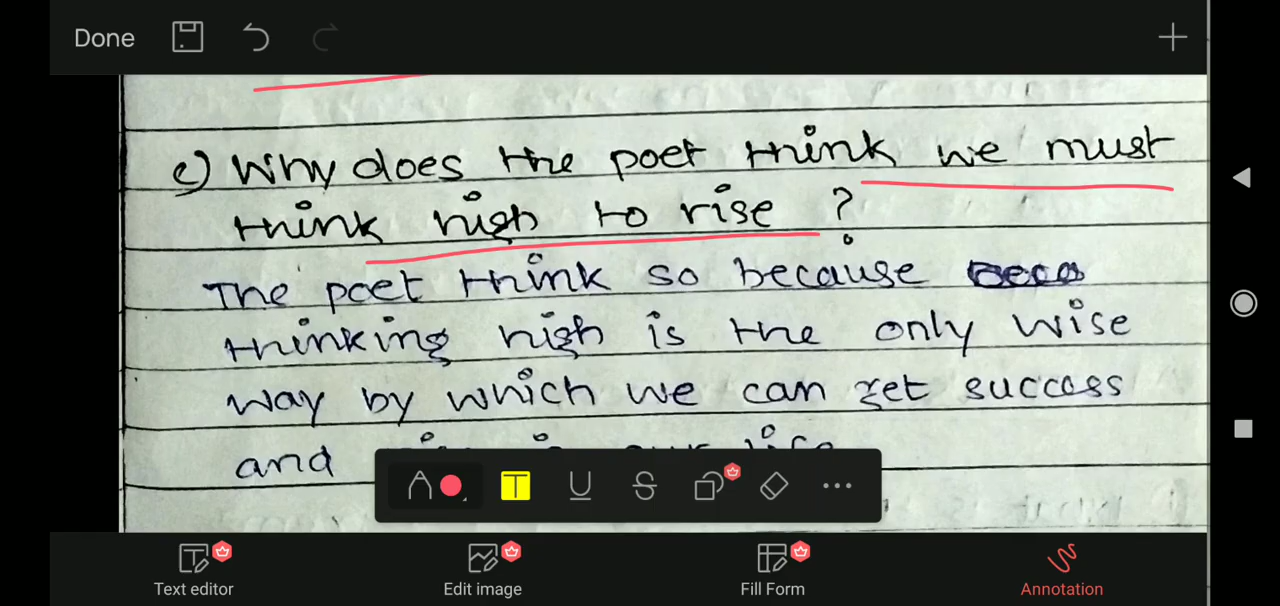 Done
c) Why does the poet think we must
think high to rise ?
The poet think so because
thinking high is the only wise
way by which we can get success
and
Text editor
Edit image
Fill Form
Annotation